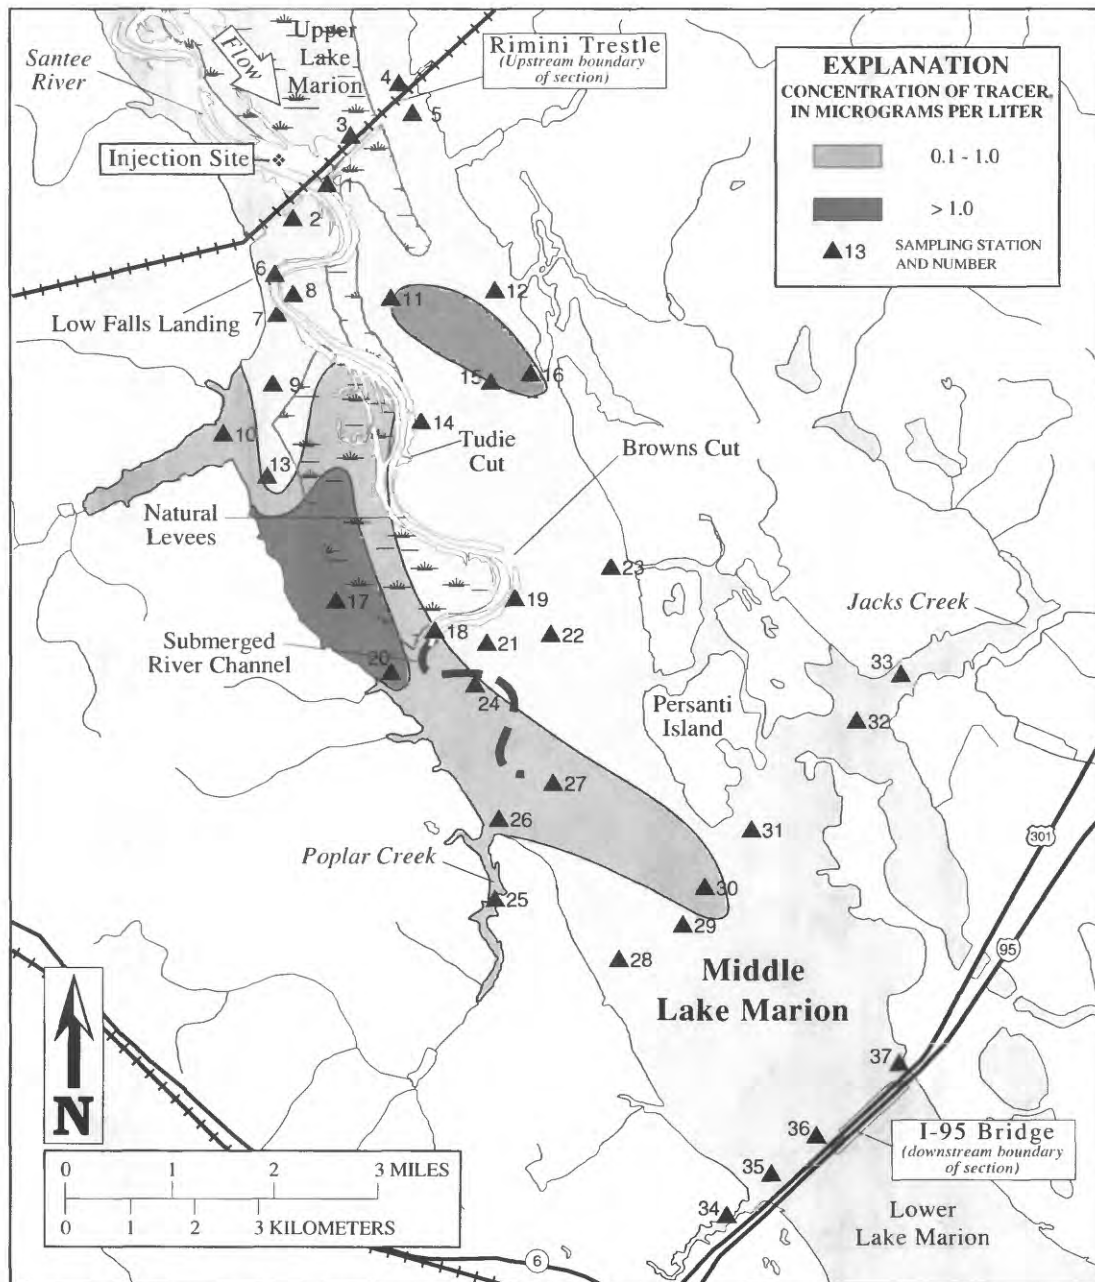 Santee
River
Flow
Upper
Lake
Marion
Rimini Trestle
(Upstream boundary
of section)
EXPLANATION
CONCENTRATION OF TRACER,
IN MICROGRAMS PER LITER
0.1 - 1.0
> 1.0
13
SAMPLING STATION
AND NUMBER
Injection Site
4
5
3
1
2
6
8
7
Low Falls Landing
11
12
9
15
16
10
14
Tudie
Cut
Browns Cut
13
Natural
Levees
23
17
19
Jacks Creek
18
21
22
Submerged
River Channel
20
24
33
Persanti
Island
32
27
26
31
301
Poplar Creek
30
25
29
95
28
Middle
Lake Marion
37
N
36
I-95 Bridge
(downstream boundary
of section)
35
34
Lower
Lake Marion
0 1 2 3 MILES
0 1 2 3 KILOMETERS
6